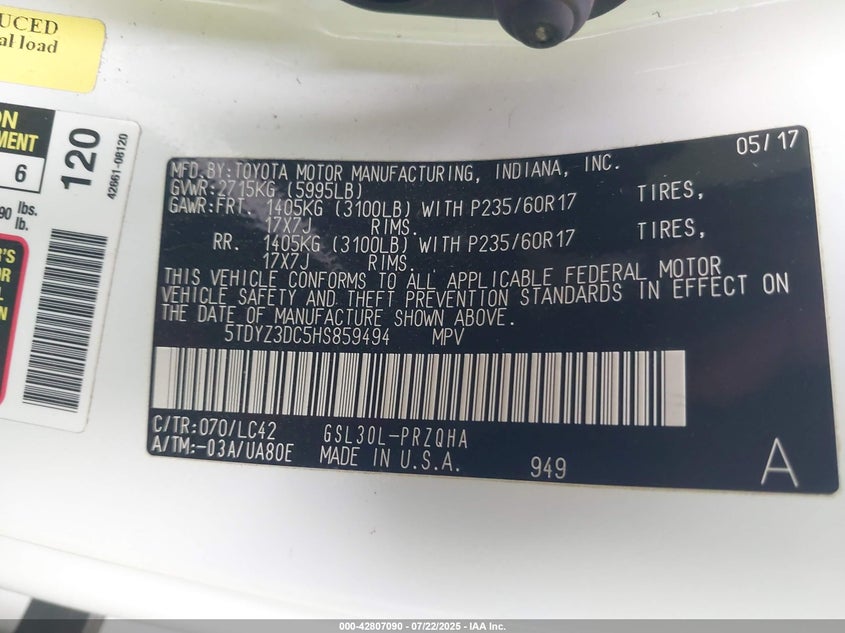 UCED
al load
ON
MENT
6
90 lbs.
lb.
120
42861-08120
R'S
OR
L
N
05/17
MFD.BY:TOYOTA MOTOR MANUFACTURING, INDIANA, INC.
GVWR:2715KG (5995LB)
GAWR:FRT. 1405KG (3100LB) WITH P235/60R17 TIRES,
17X7J RIMS.
RR. 1405KG (3100LB) WITH P235/60R17 TIRES,
17X7J RIMS.
THIS VEHICLE CONFORMS TO ALL APPLICABLE FEDERAL MOTOR
VEHICLE SAFETY AND THEFT PREVENTION STANDARDS IN EFFECT ON
THE DATE OF MANUFACTURE SHOWN ABOVE.
5TDYZ3DC5HS859494 MPV
C/TR:070/LC42 GSL30L-PRZQHA
A/TM:-03A/UA80E MADE IN U.S.A. 949 A
000-42807090 - 07/22/2025 - IAA Inc.